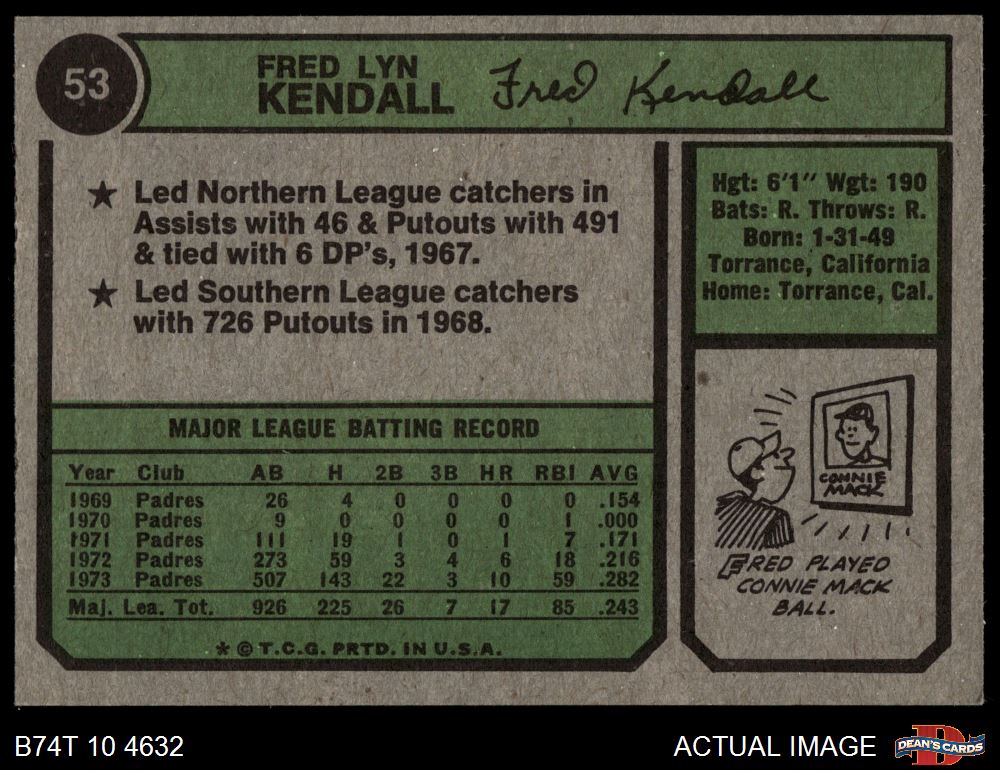 53
FRED LYN
KENDALL
Fred Kendall
★ Led Northern League catchers in
Assists with 46 & Putouts with 491
& tied with 6 DP's, 1967.
★ Led Southern League catchers
with 726 Putouts in 1968.
Hgt: 6'1" Wgt: 190
Bats: R. Throws: R.
Born: 1-31-49
Torrance, California
Home: Torrance, Cal.
MAJOR LEAGUE BATTING RECORD
Year Club AB H 2B 3B HR RBI AVG
1969 Padres 26 4 0 0 0 0 .154
1970 Padres 9 0 0 0 0 1 .000
1971 Padres 111 19 1 0 1 7 .171
1972 Padres 273 59 3 4 6 18 .216
1973 Padres 507 143 22 3 10 59 .282
Maj. Lea. Tot. 926 225 26 7 17 85 .243
* © T.C.G. PRTD. IN U.S.A.
CONNIE
MACK
FRED PLAYED
CONNIE MACK
BALL.
B74T 10 4632
ACTUAL IMAGE
D
DEAN'S CARDS